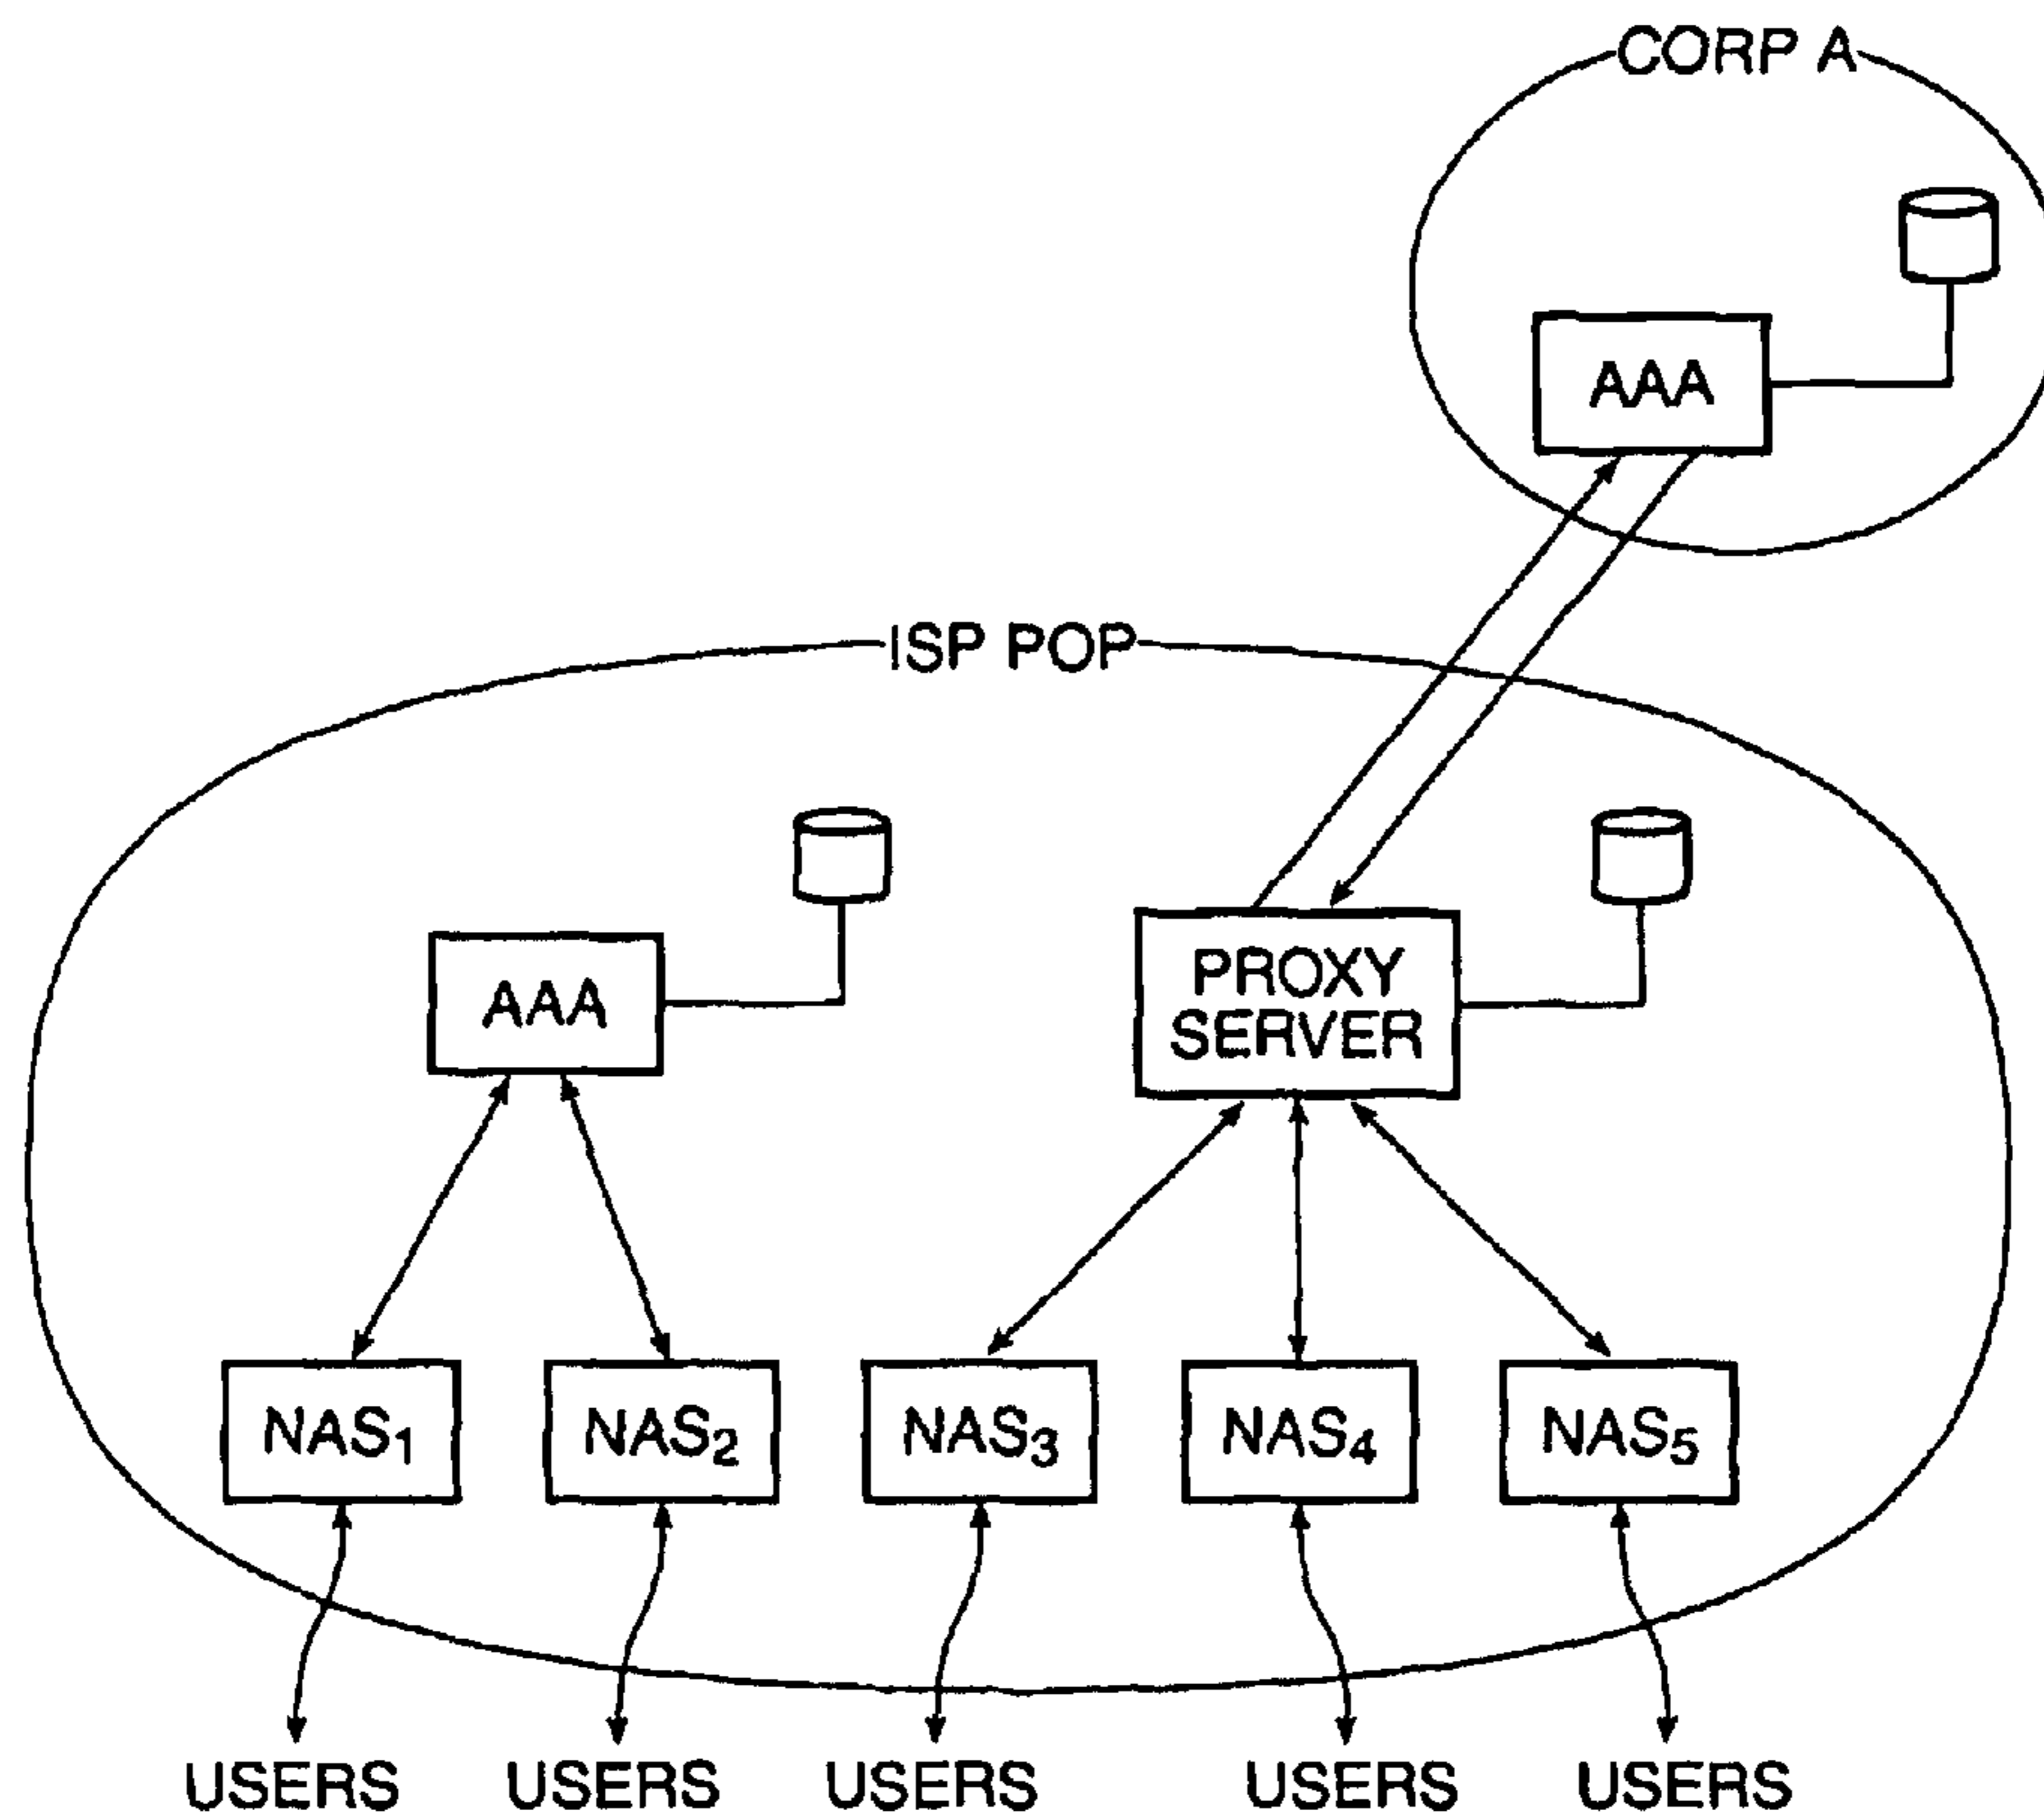 CORP A
AAA
ISP POP
AAA
PROXY
SERVER
NAS1
NAS2
NAS3
NAS4
NAS5
USERS
USERS
USERS
USERS
USERS